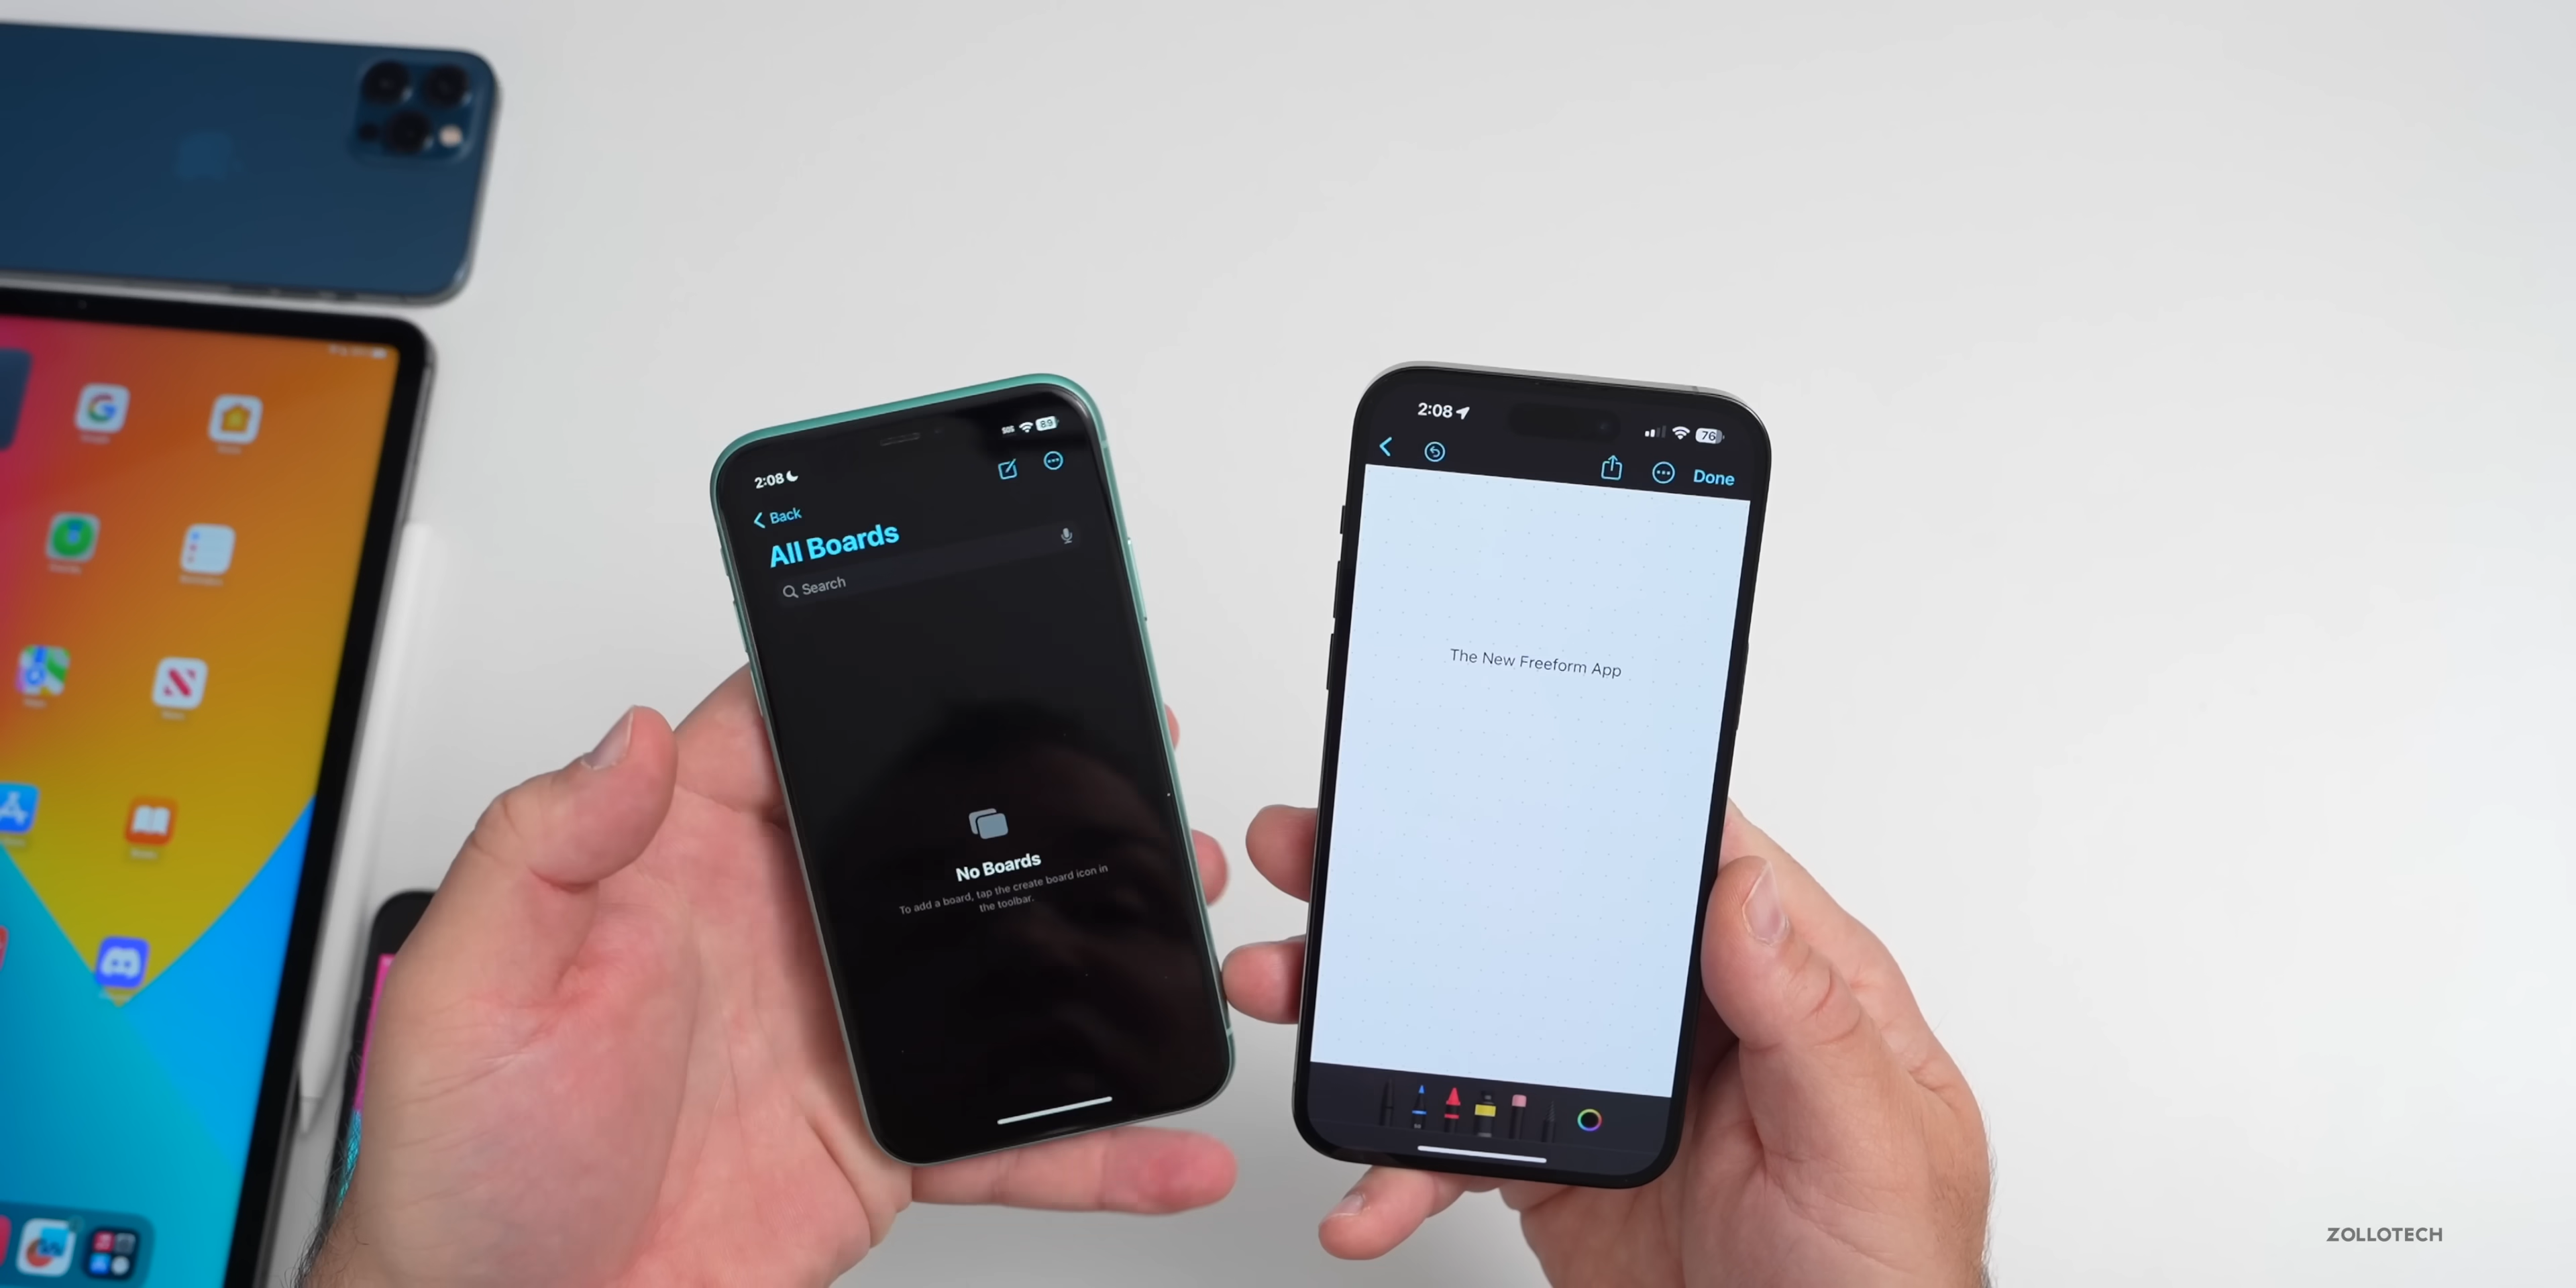 2:08
89
Back
All Boards
Search
No Boards
To add a board, tap the create board icon in
the toolbar.
2:08
76
Done
The New Freeform App
ZOLLOTECH